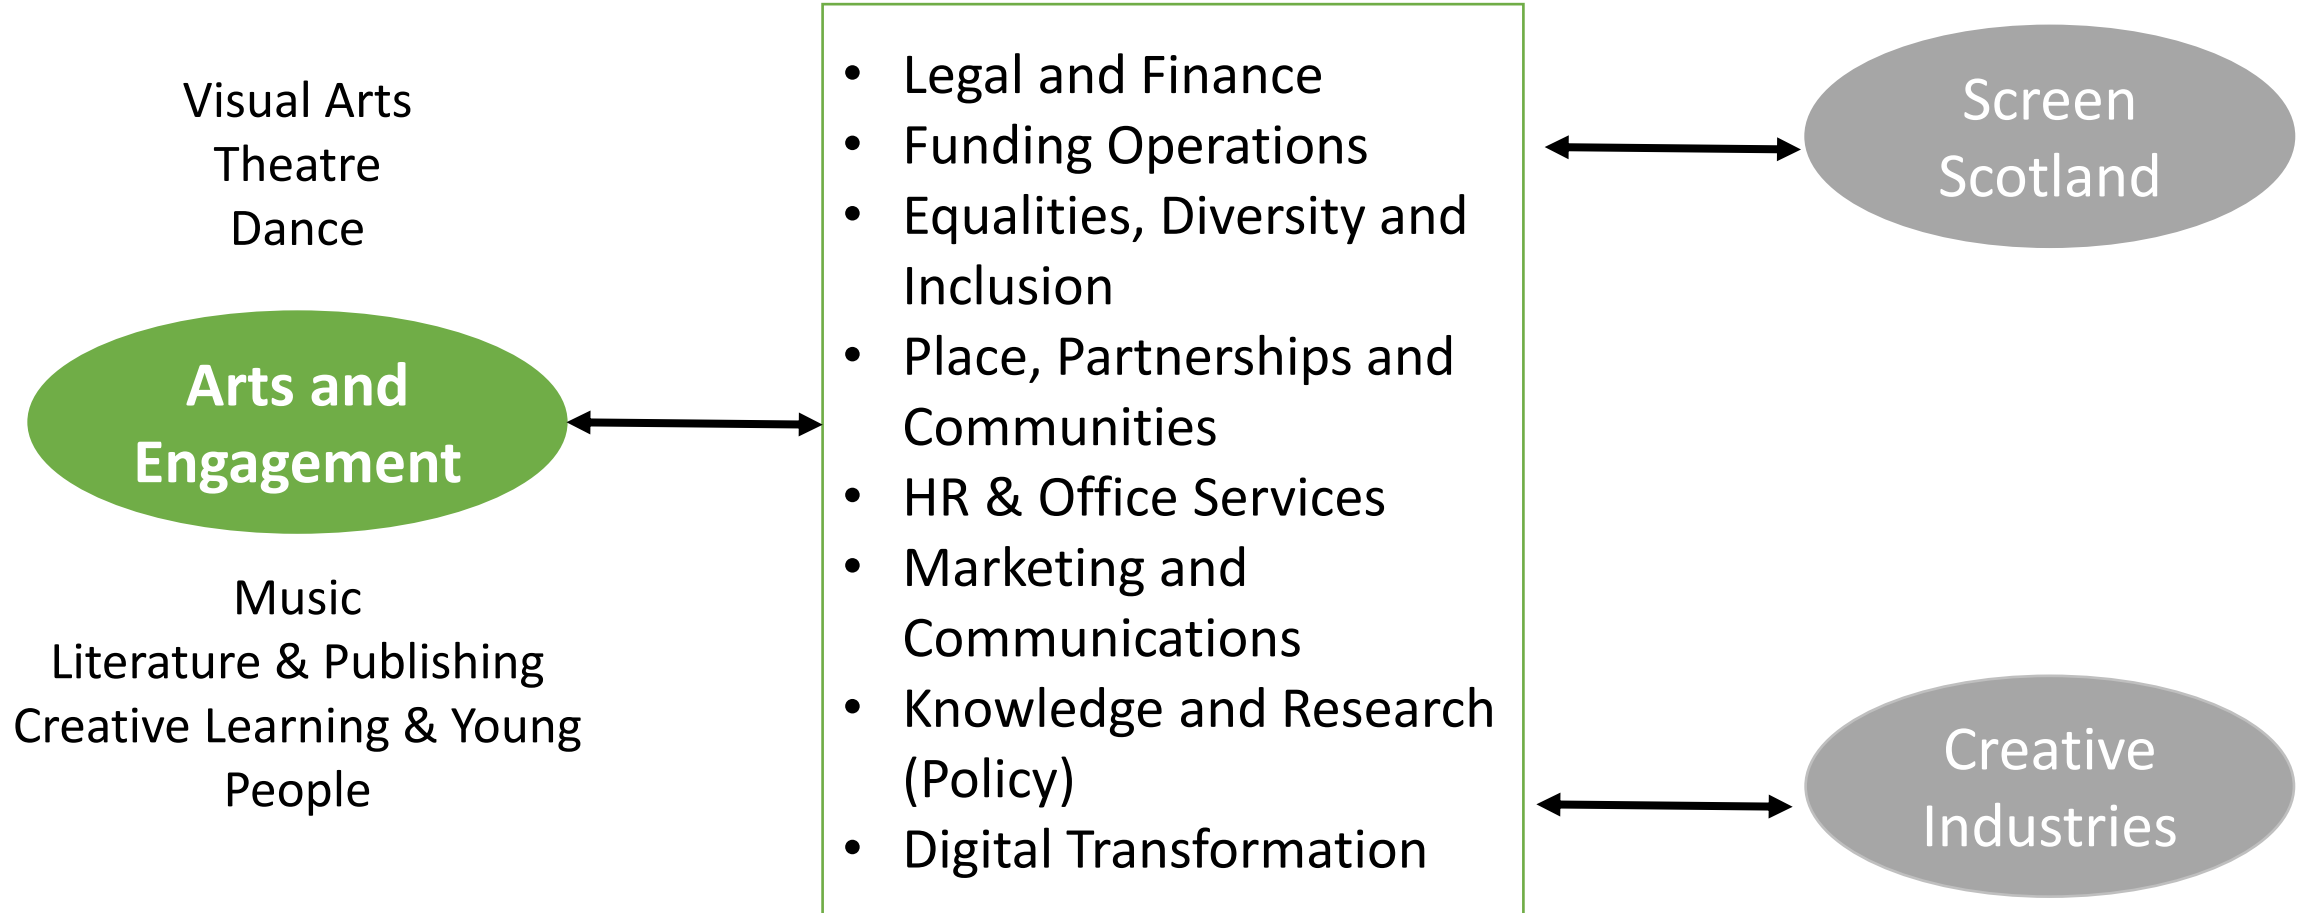 Visual Arts
Theatre
Dance
Arts and
Engagement
Music
Literature & Publishing
Creative Learning & Young
People
• Legal and Finance
• Funding Operations
• Equalities, Diversity and
Inclusion
• Place, Partnerships and
Communities
• HR & Office Services
• Marketing and
Communications
• Knowledge and Research
(Policy)
• Digital Transformation
Screen
Scotland
Creative
Industries